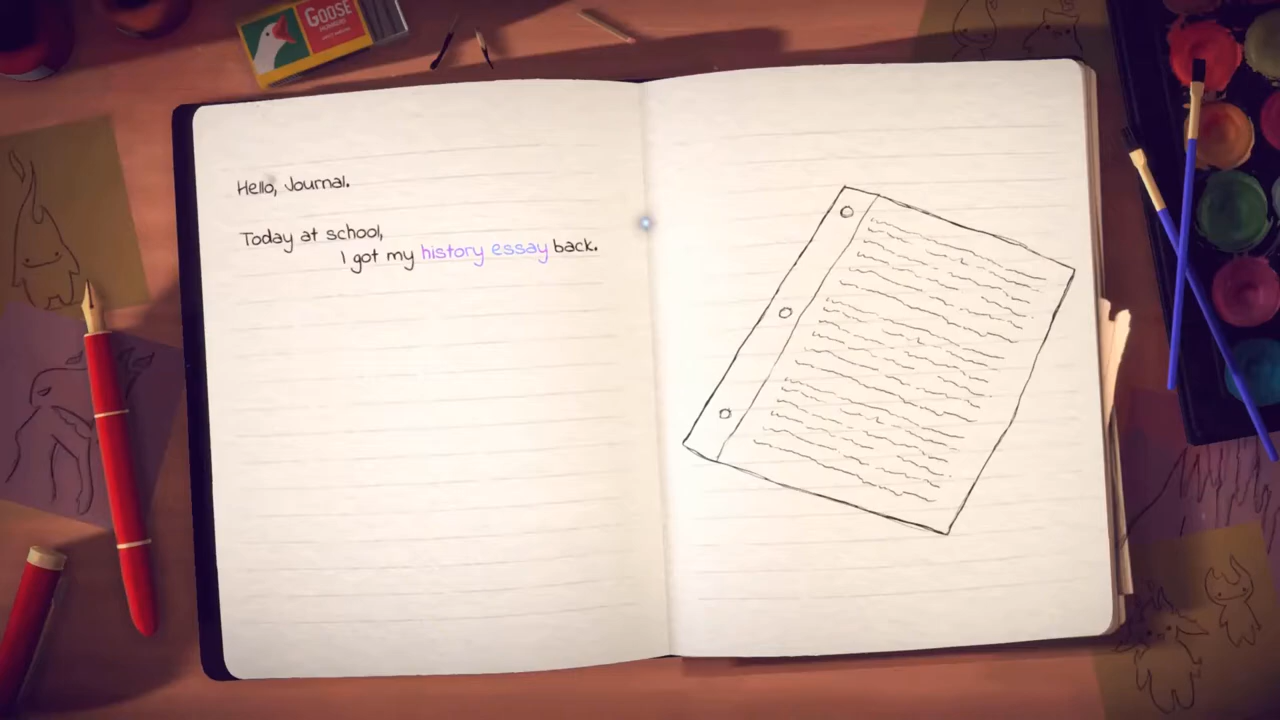 GOOSE
Hello, Journal.
Today at school,
I got my history essay back.